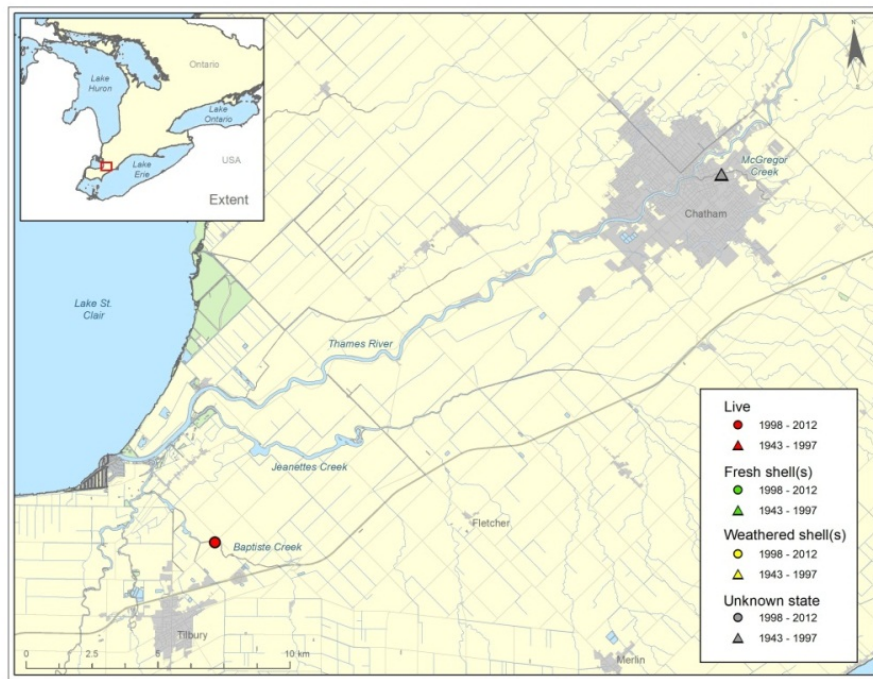 Lake
Huron
Ontario
Lake
Ontario
USA
Lake
Erie
Extent
N
S
McGregor
Creek
Chatham
Lake St.
Clair
Thames River
Jeanettes Creek
Fletcher
Baptiste Creek
Tilbury
Merlin
0 2.5 5 10 km
Live
1998 - 2012
1943 - 1997
Fresh shell(s)
1998 - 2012
1943 - 1997
Weathered shell(s)
1998 - 2012
1943 - 1997
Unknown state
1998 - 2012
1943 - 1997